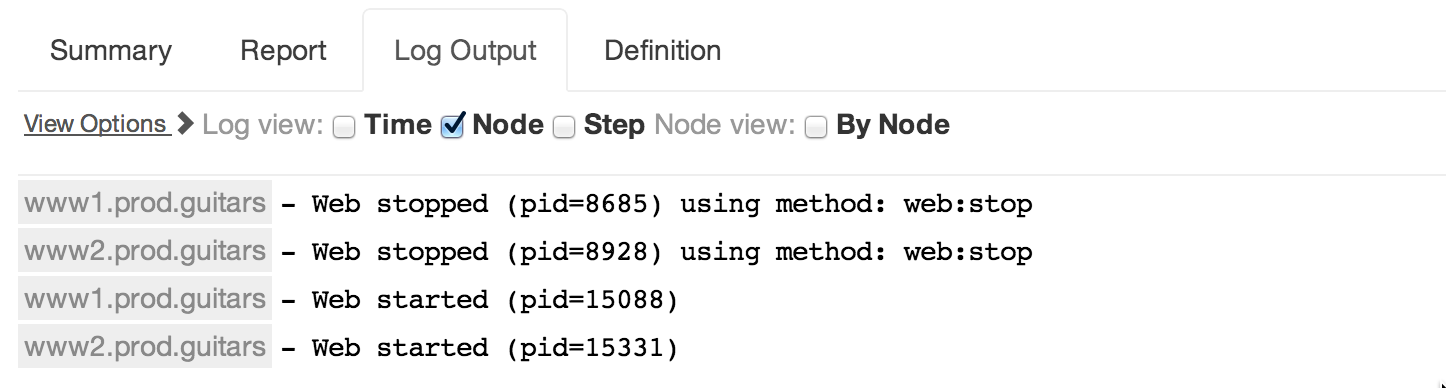 Summary Report Log Output Definition
View Options Log view: Time Node Step Node view: By Node
www1.prod.guitars - Web stopped (pid=8685) using method: web:stop
www2.prod.guitars - Web stopped (pid=8928) using method: web:stop
www1.prod.guitars - Web started (pid=15088)
www2.prod.guitars - Web started (pid=15331)